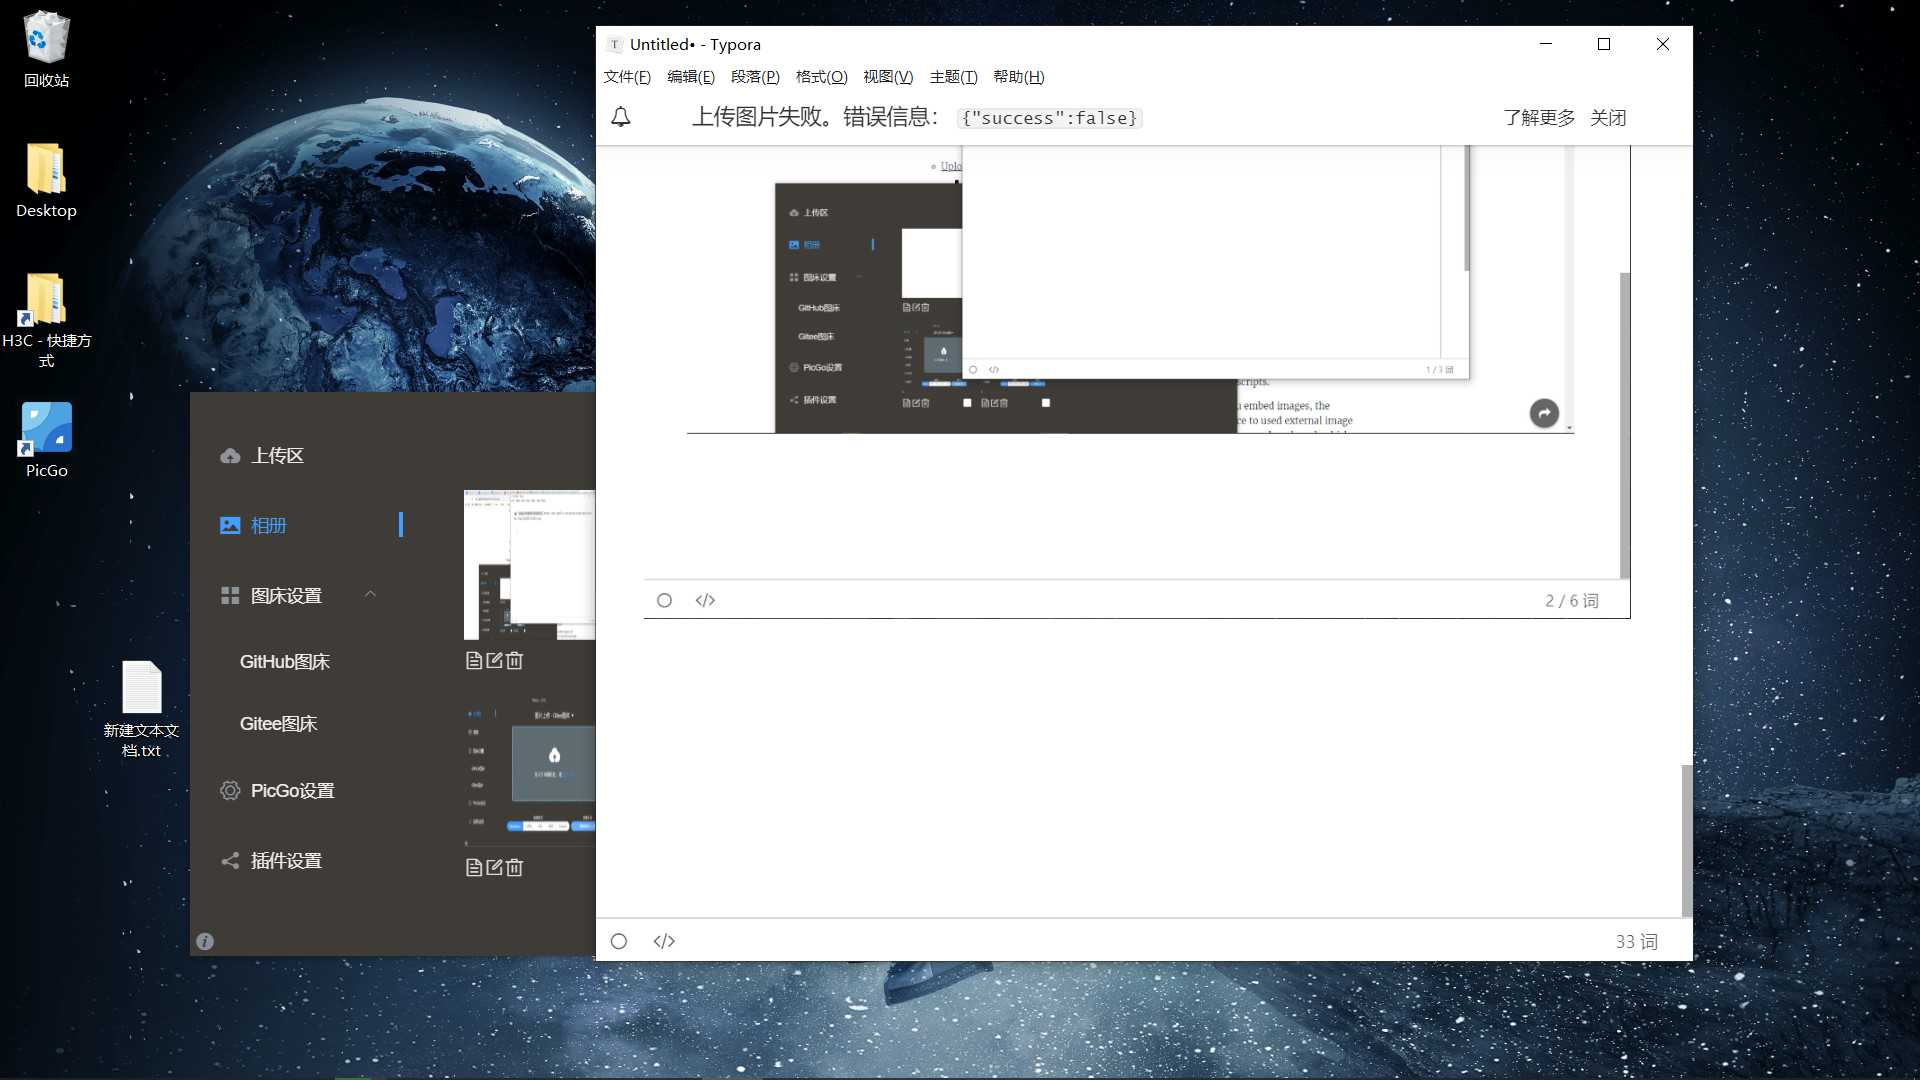 回收站
Desktop
H3C - 快捷方
式
PicGo
新建文本文
档.txt
上传区
相册
图床设置
GitHub图床
Gitee图床
PicGo设置
插件设置
Untitled• - Typora
文件(F) 编辑(E) 段落(P) 格式(O) 视图(V) 主题(T) 帮助(H)
上传图片失败。错误信息： {"success":false} 了解更多 关闭
Uplo
上传区
相册
图床设置
GitHub图床
Gitee图床
PicGo设置
插件设置
</> 1 / 3 词
scripts.
u embed images, the
ce to used external image
</> 2 / 6 词
</> 33 词